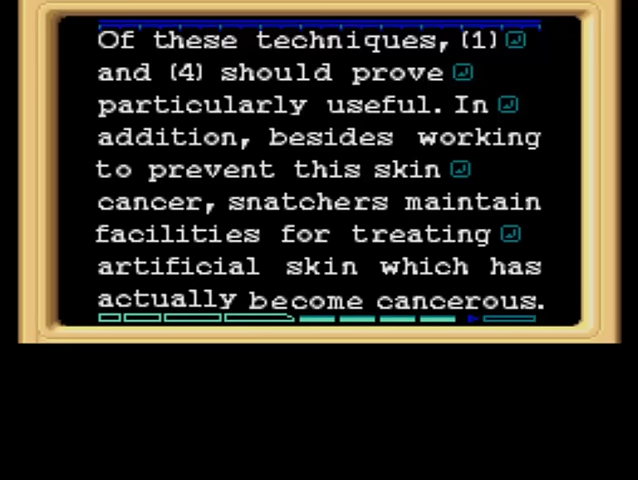 Of these techniques, (1)
and (4) should prove
particularly useful. In
addition, besides working
to prevent this skin
cancer, snatchers maintain
facilities for treating
artificial skin which has
actually become cancerous.